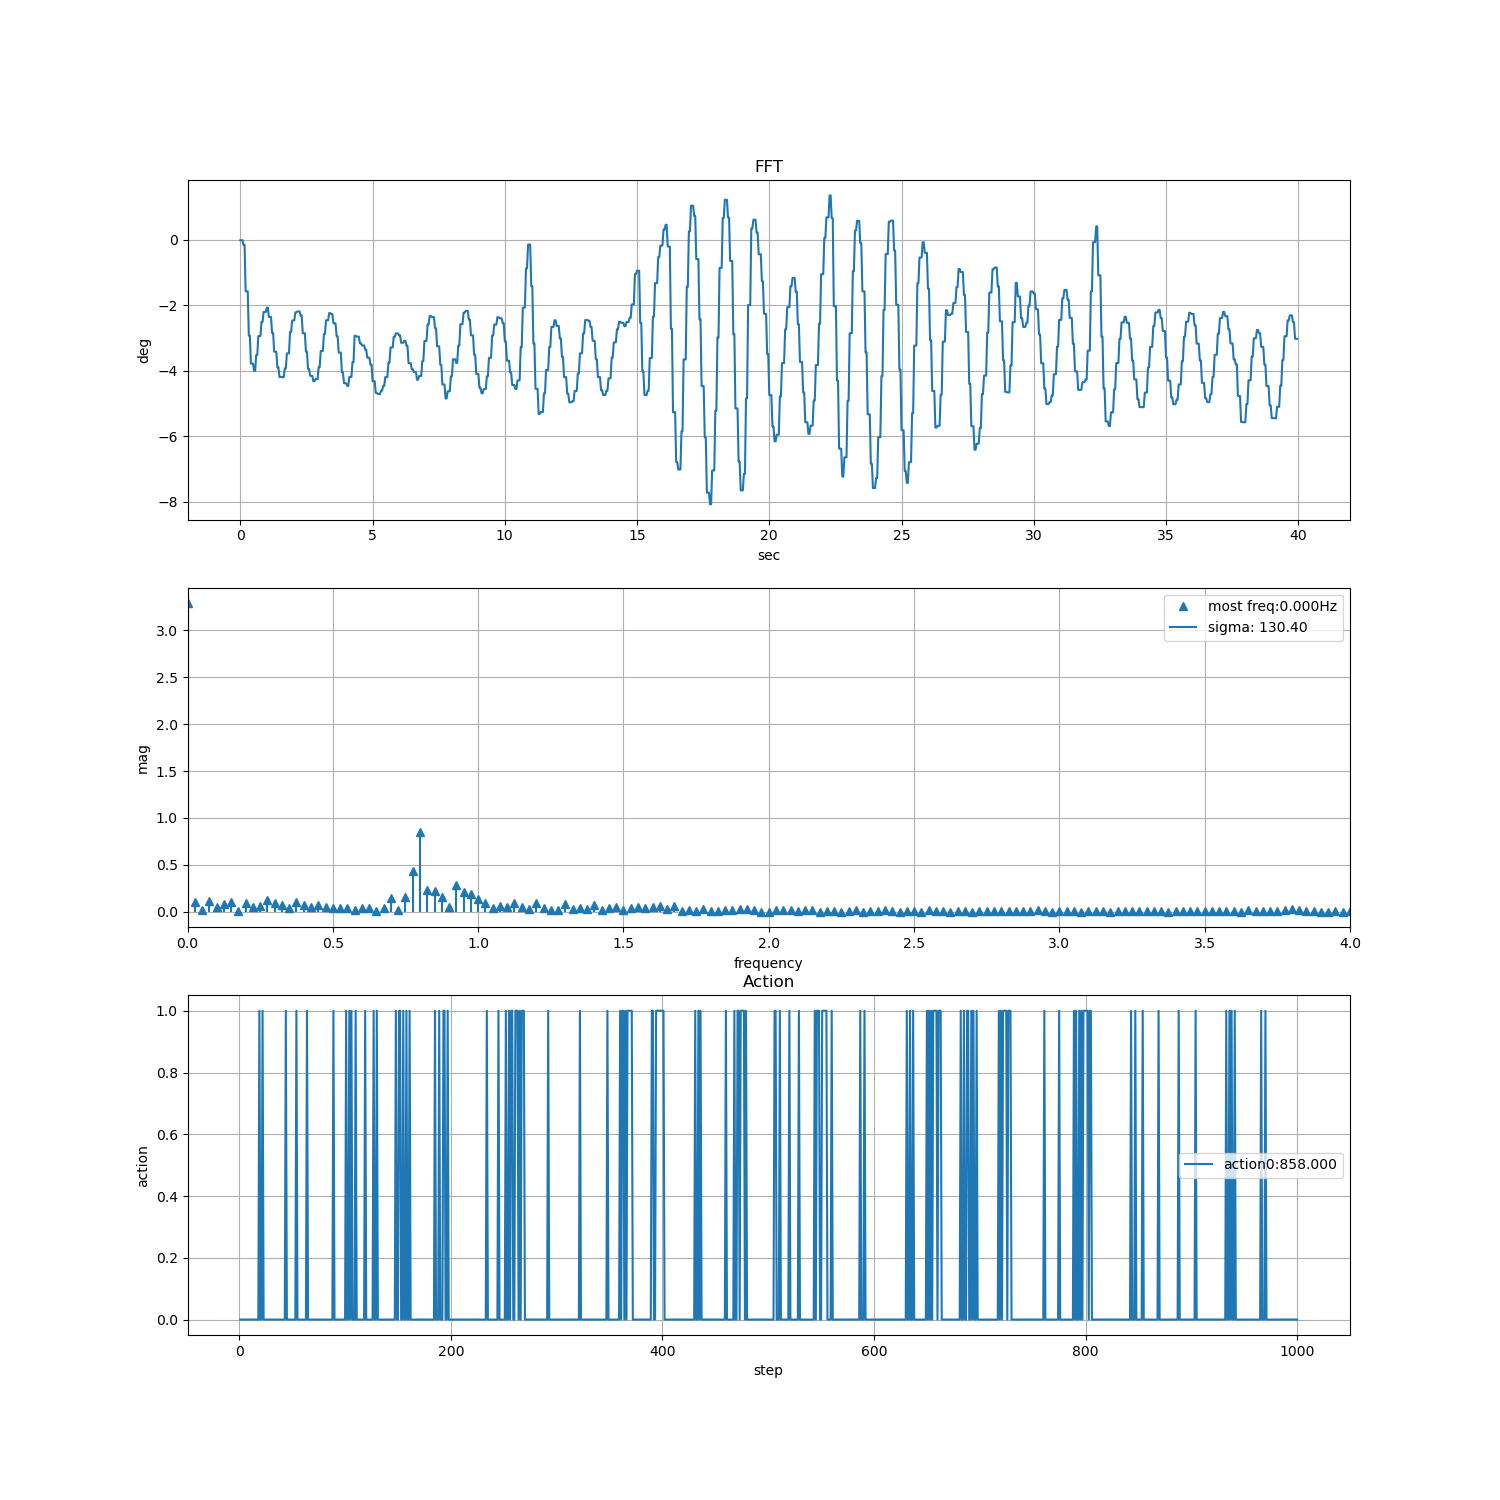 FFT
0
−2
−4
−6
−8
deg
0 5 10 15 20 25 30 35 40
sec
most freq:0.000Hz
sigma: 130.40
3.0
2.5
2.0
1.5
1.0
0.5
0.0
mag
0.0 0.5 1.0 1.5 2.0 2.5 3.0 3.5 4.0
frequency
Action
1.0
0.8
0.6
0.4
0.2
0.0
action
action0:858.000
0 200 400 600 800 1000
step